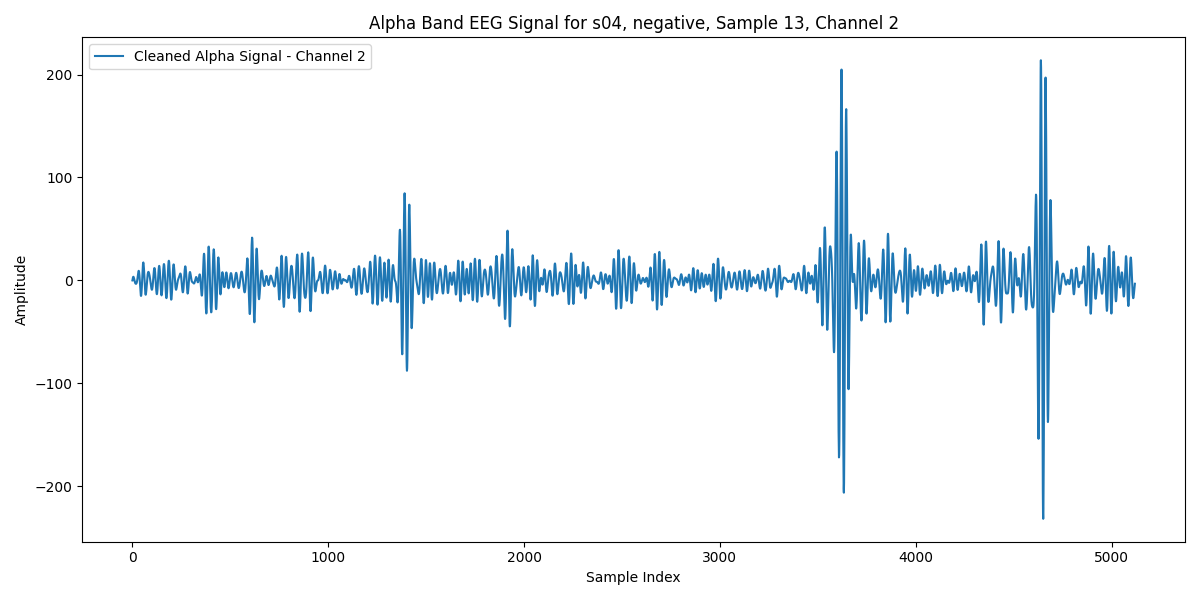 Alpha Band EEG Signal for s04, negative, Sample 13, Channel 2
Cleaned Alpha Signal - Channel 2
Amplitude
200
100
0
−100
−200
0 1000 2000 3000 4000 5000
Sample Index